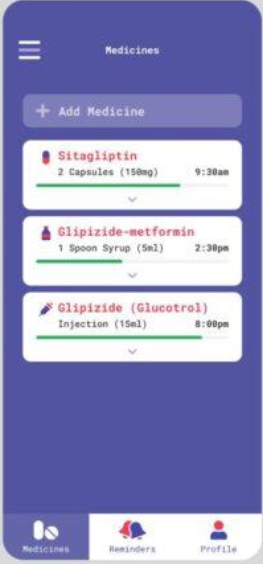 Medicines
Add Medicine
Sitagliptin
2 Capsules (150mg) 9:30am
Glipizide-metformin
1 Spoon Syrup (5ml) 2:30pm
Glipizide (Glucotrol)
Injection (15ml) 8:00pm
Medicines Reminders Profile